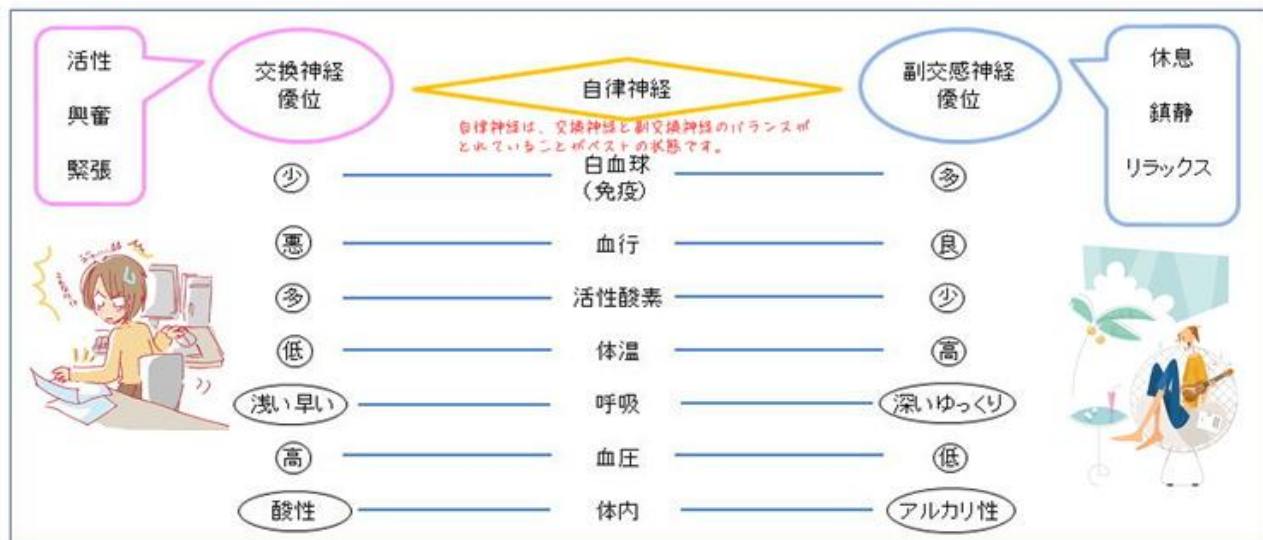 活性
興奮
緊張
交換神経
優位
自律神経
副交感神経
優位
休息
鎮静
リラックス
自律神経は、交換神経と副交換神経のバランスが
とれていることがベストの状態です。
少 白血球 多
(免疫)
悪 血行 良
多 活性酸素 少
低 体温 高
浅い早い 呼吸 深いゆっくり
高 血圧 低
酸性 体内 アルカリ性